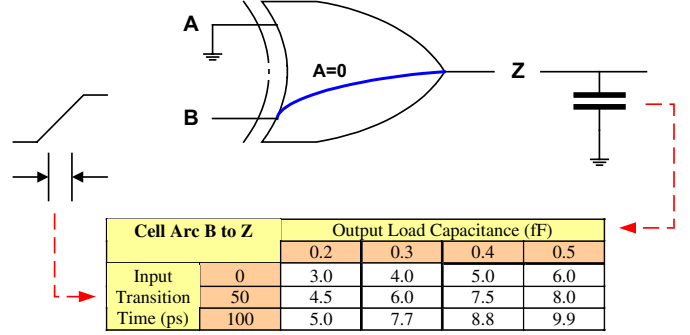 A
A=0
Z
B
Cell Arc B to Z Output Load Capacitance (fF)
0.2 0.3 0.4 0.5
Input 0 3.0 4.0 5.0 6.0
Transition 50 4.5 6.0 7.5 8.0
Time (ps) 100 5.0 7.7 8.8 9.9